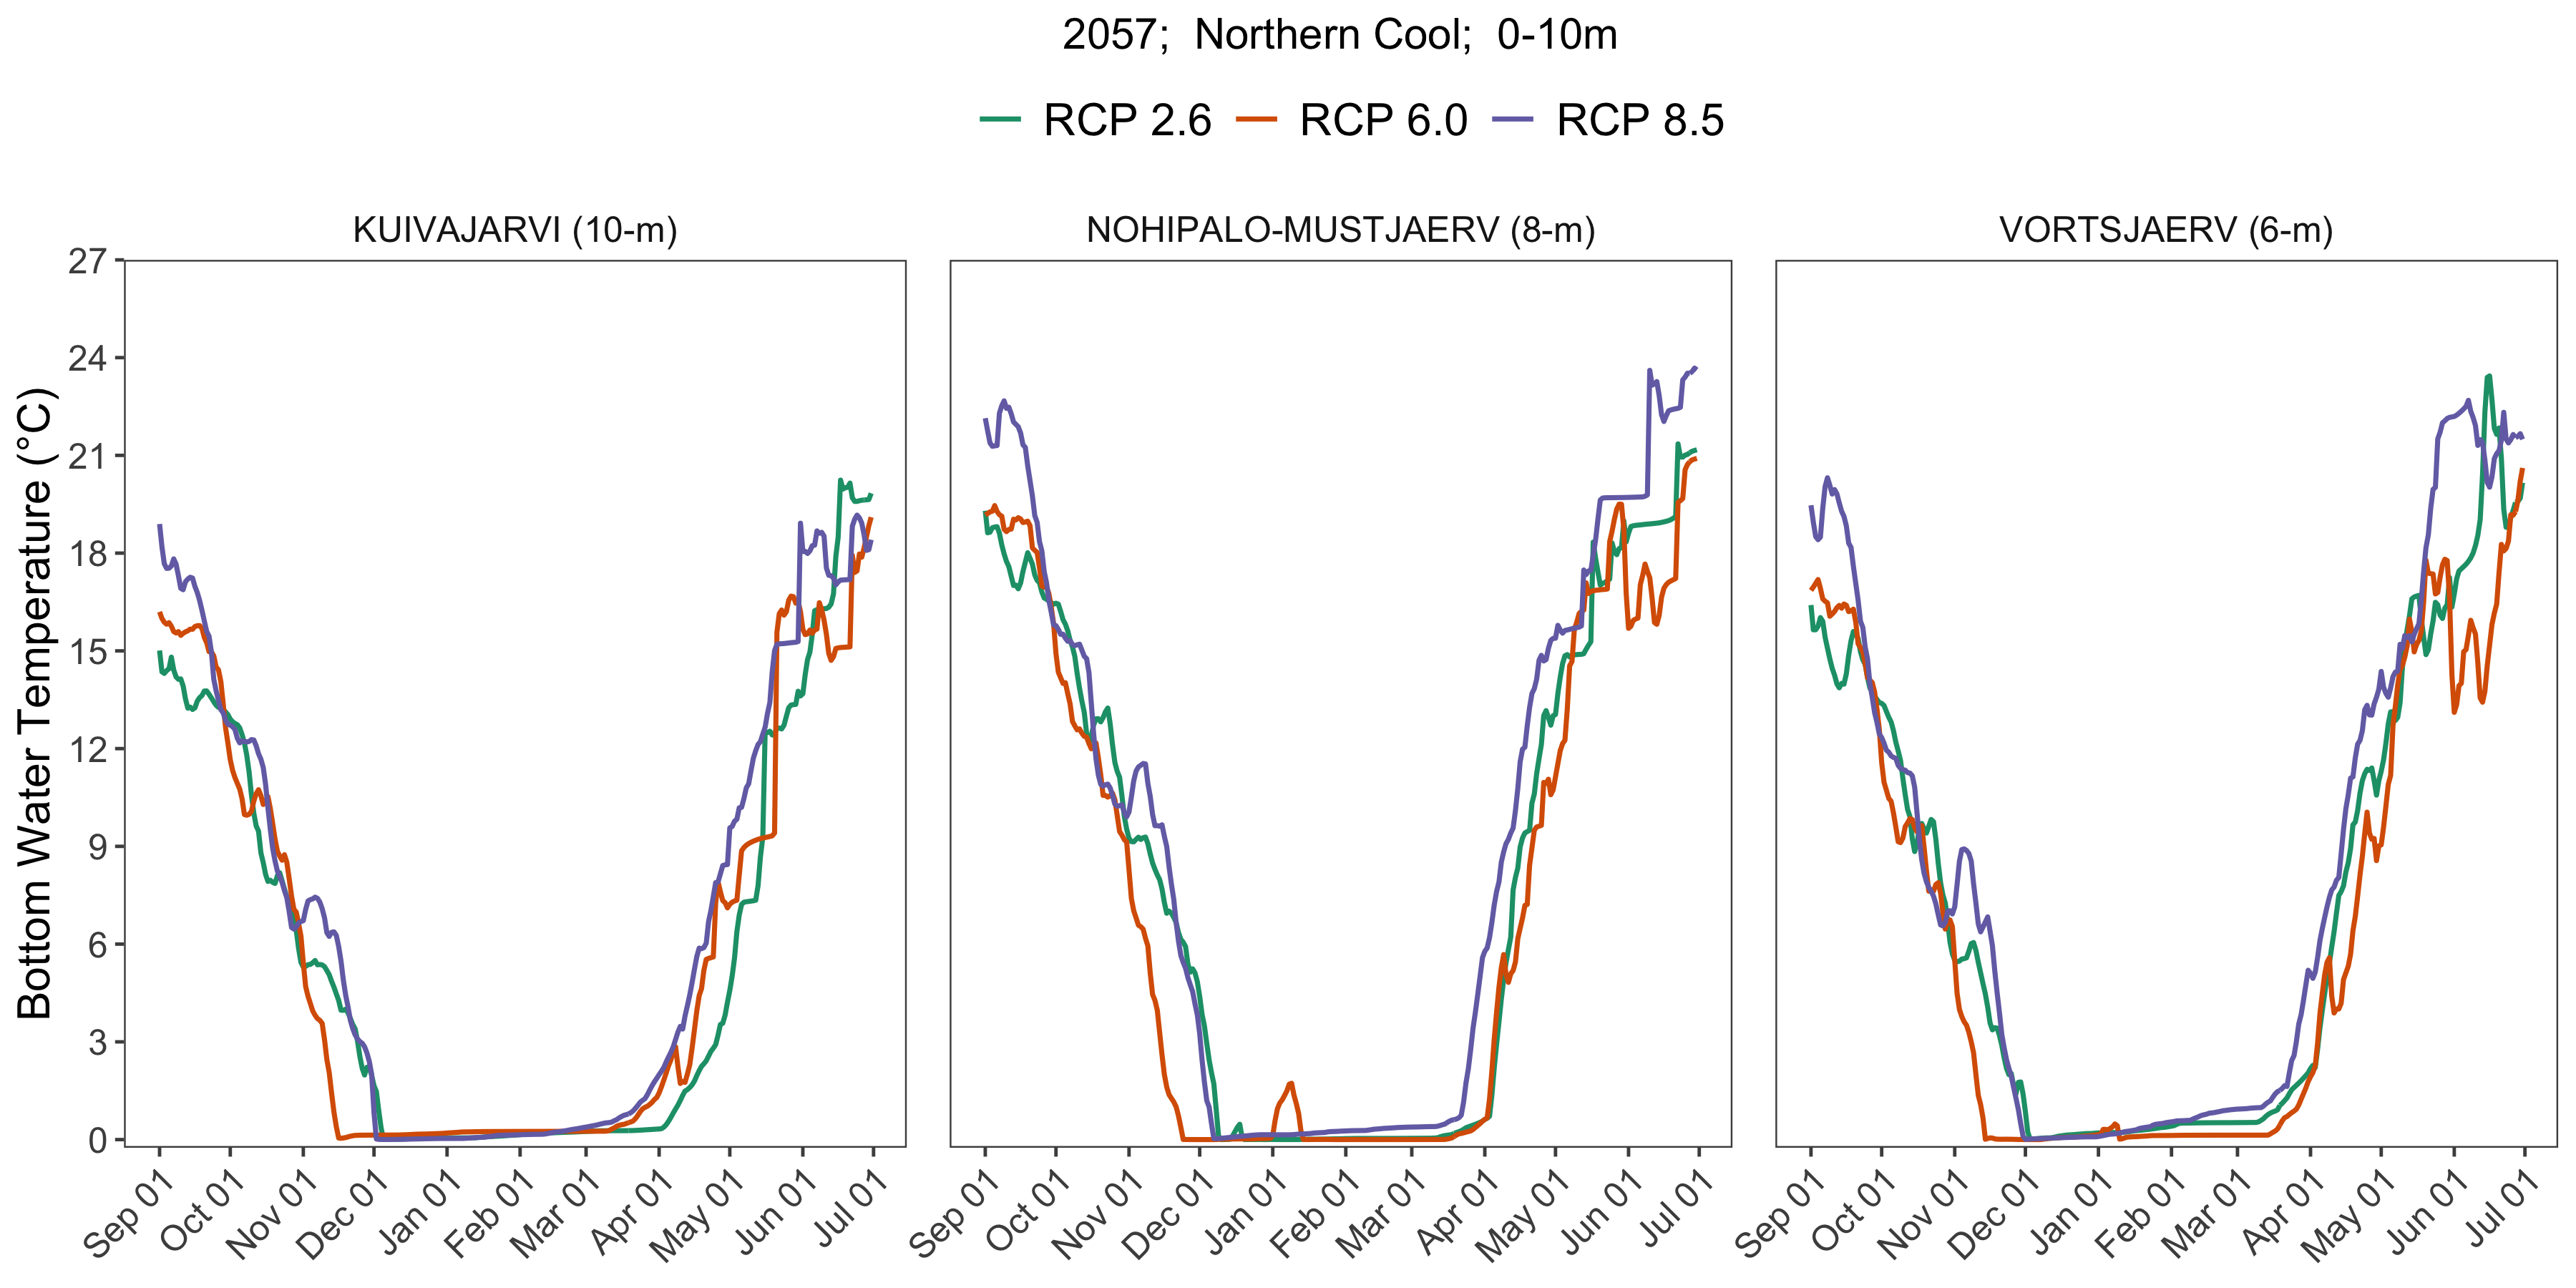 2057;  Northern Cool;  0-10m
RCP 2.6 RCP 6.0 RCP 8.5
KUIVAJARVI (10-m) NOHIPALO-MUSTJAERV (8-m) VORTSJAERV (6-m)
Bottom Water Temperature (°C)
27
24
21
18
15
12
9
6
3
0
Sep 01 Oct 01 Nov 01 Dec 01 Jan 01 Feb 01 Mar 01 Apr 01 May 01 Jun 01 Jul 01 Sep 01 Oct 01 Nov 01 Dec 01 Jan 01 Feb 01 Mar 01 Apr 01 May 01 Jun 01 Jul 01 Sep 01 Oct 01 Nov 01 Dec 01 Jan 01 Feb 01 Mar 01 Apr 01 May 01 Jun 01 Jul 01